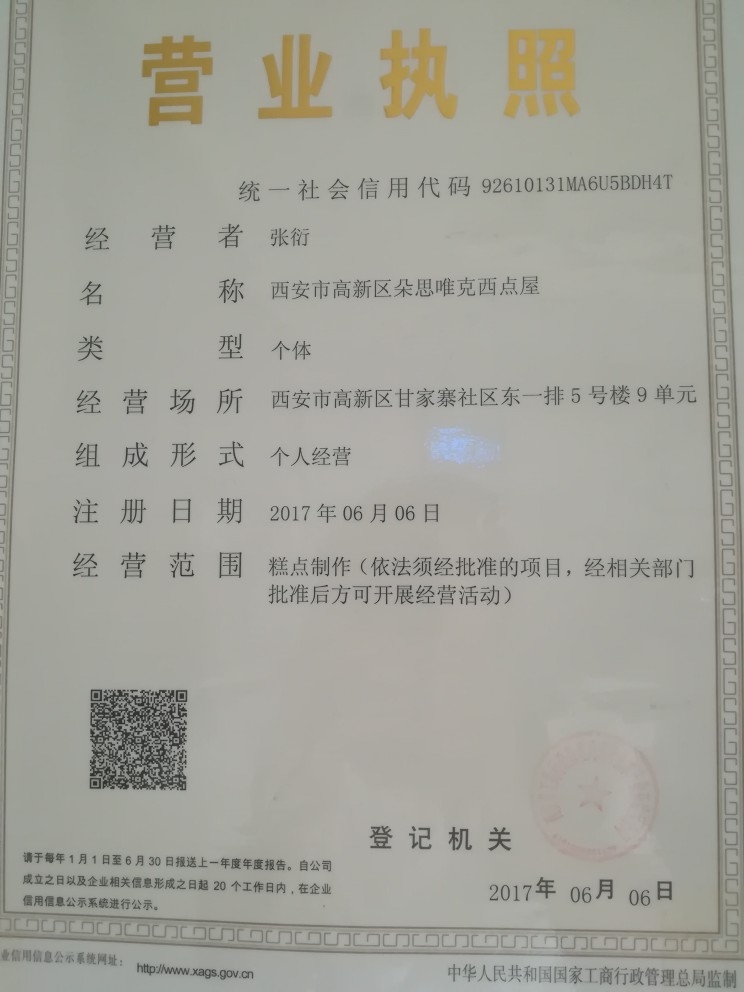 营业执照
统一社会信用代码 92610131MA6U5BDH4T
经营者 张衍
名称 西安市高新区朵思唯克西点屋
类型 个体
经营场所 西安市高新区甘家寨社区东一排5号楼9单元
组成形式 个人经营
注册日期 2017年06月06日
经营范围 糕点制作（依法须经批准的项目，经相关部门
批准后方可开展经营活动）
登记机关
请于每年1月1日至6月30日报送上一年度年度报告。自公司
成立之日以及企业相关信息形成之日起 20个工作日内，在企业
信用信息公示系统进行公示。
2017年 06月 06日
业信用信息公示系统网址： http://www.xags.gov.cn
中华人民共和国国家工商行政管理总局监制